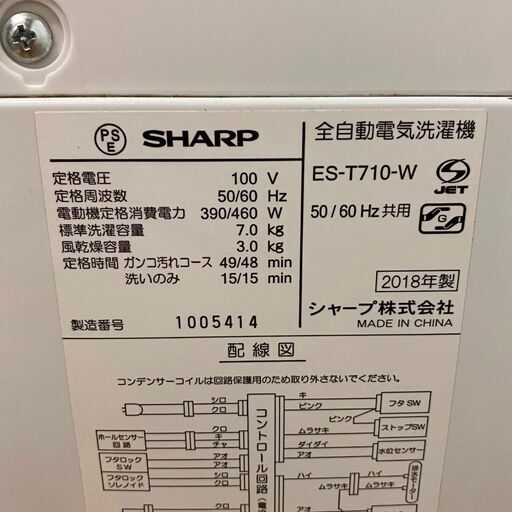 PS E SHARP
全自動電気洗濯機
ES-T710-W
JET
50/60Hz共用
定格電圧 100 V
定格周波数 50/60 Hz
電動機定格消費電力 390/460 W
標準洗濯容量 7.0 kg
風乾燥容量 3.0 kg
定格時間 ガンコ汚れコース 49/48 min
洗いのみ 15/15 min
製造番号 1005414
2018年製
シャープ株式会社
MADE IN CHINA
配線図
コンデンサーコイルは回路保護用のため取り外さないでください。
シロ
クロ
キ
ピンク
フタSW
ピンク
ホールセンサー
回路
クロ
キ
チャ
ムラサキ
ストップSW
アオ
ダイダイ
水位センサー
フタロック
SW
アオ
アオ
フタロック
ソレノイド
シロ
クロ
ハイ
ムラサキ
ハイ
ムラサキ
排水モーター
コントロール回路
クロ
アオ